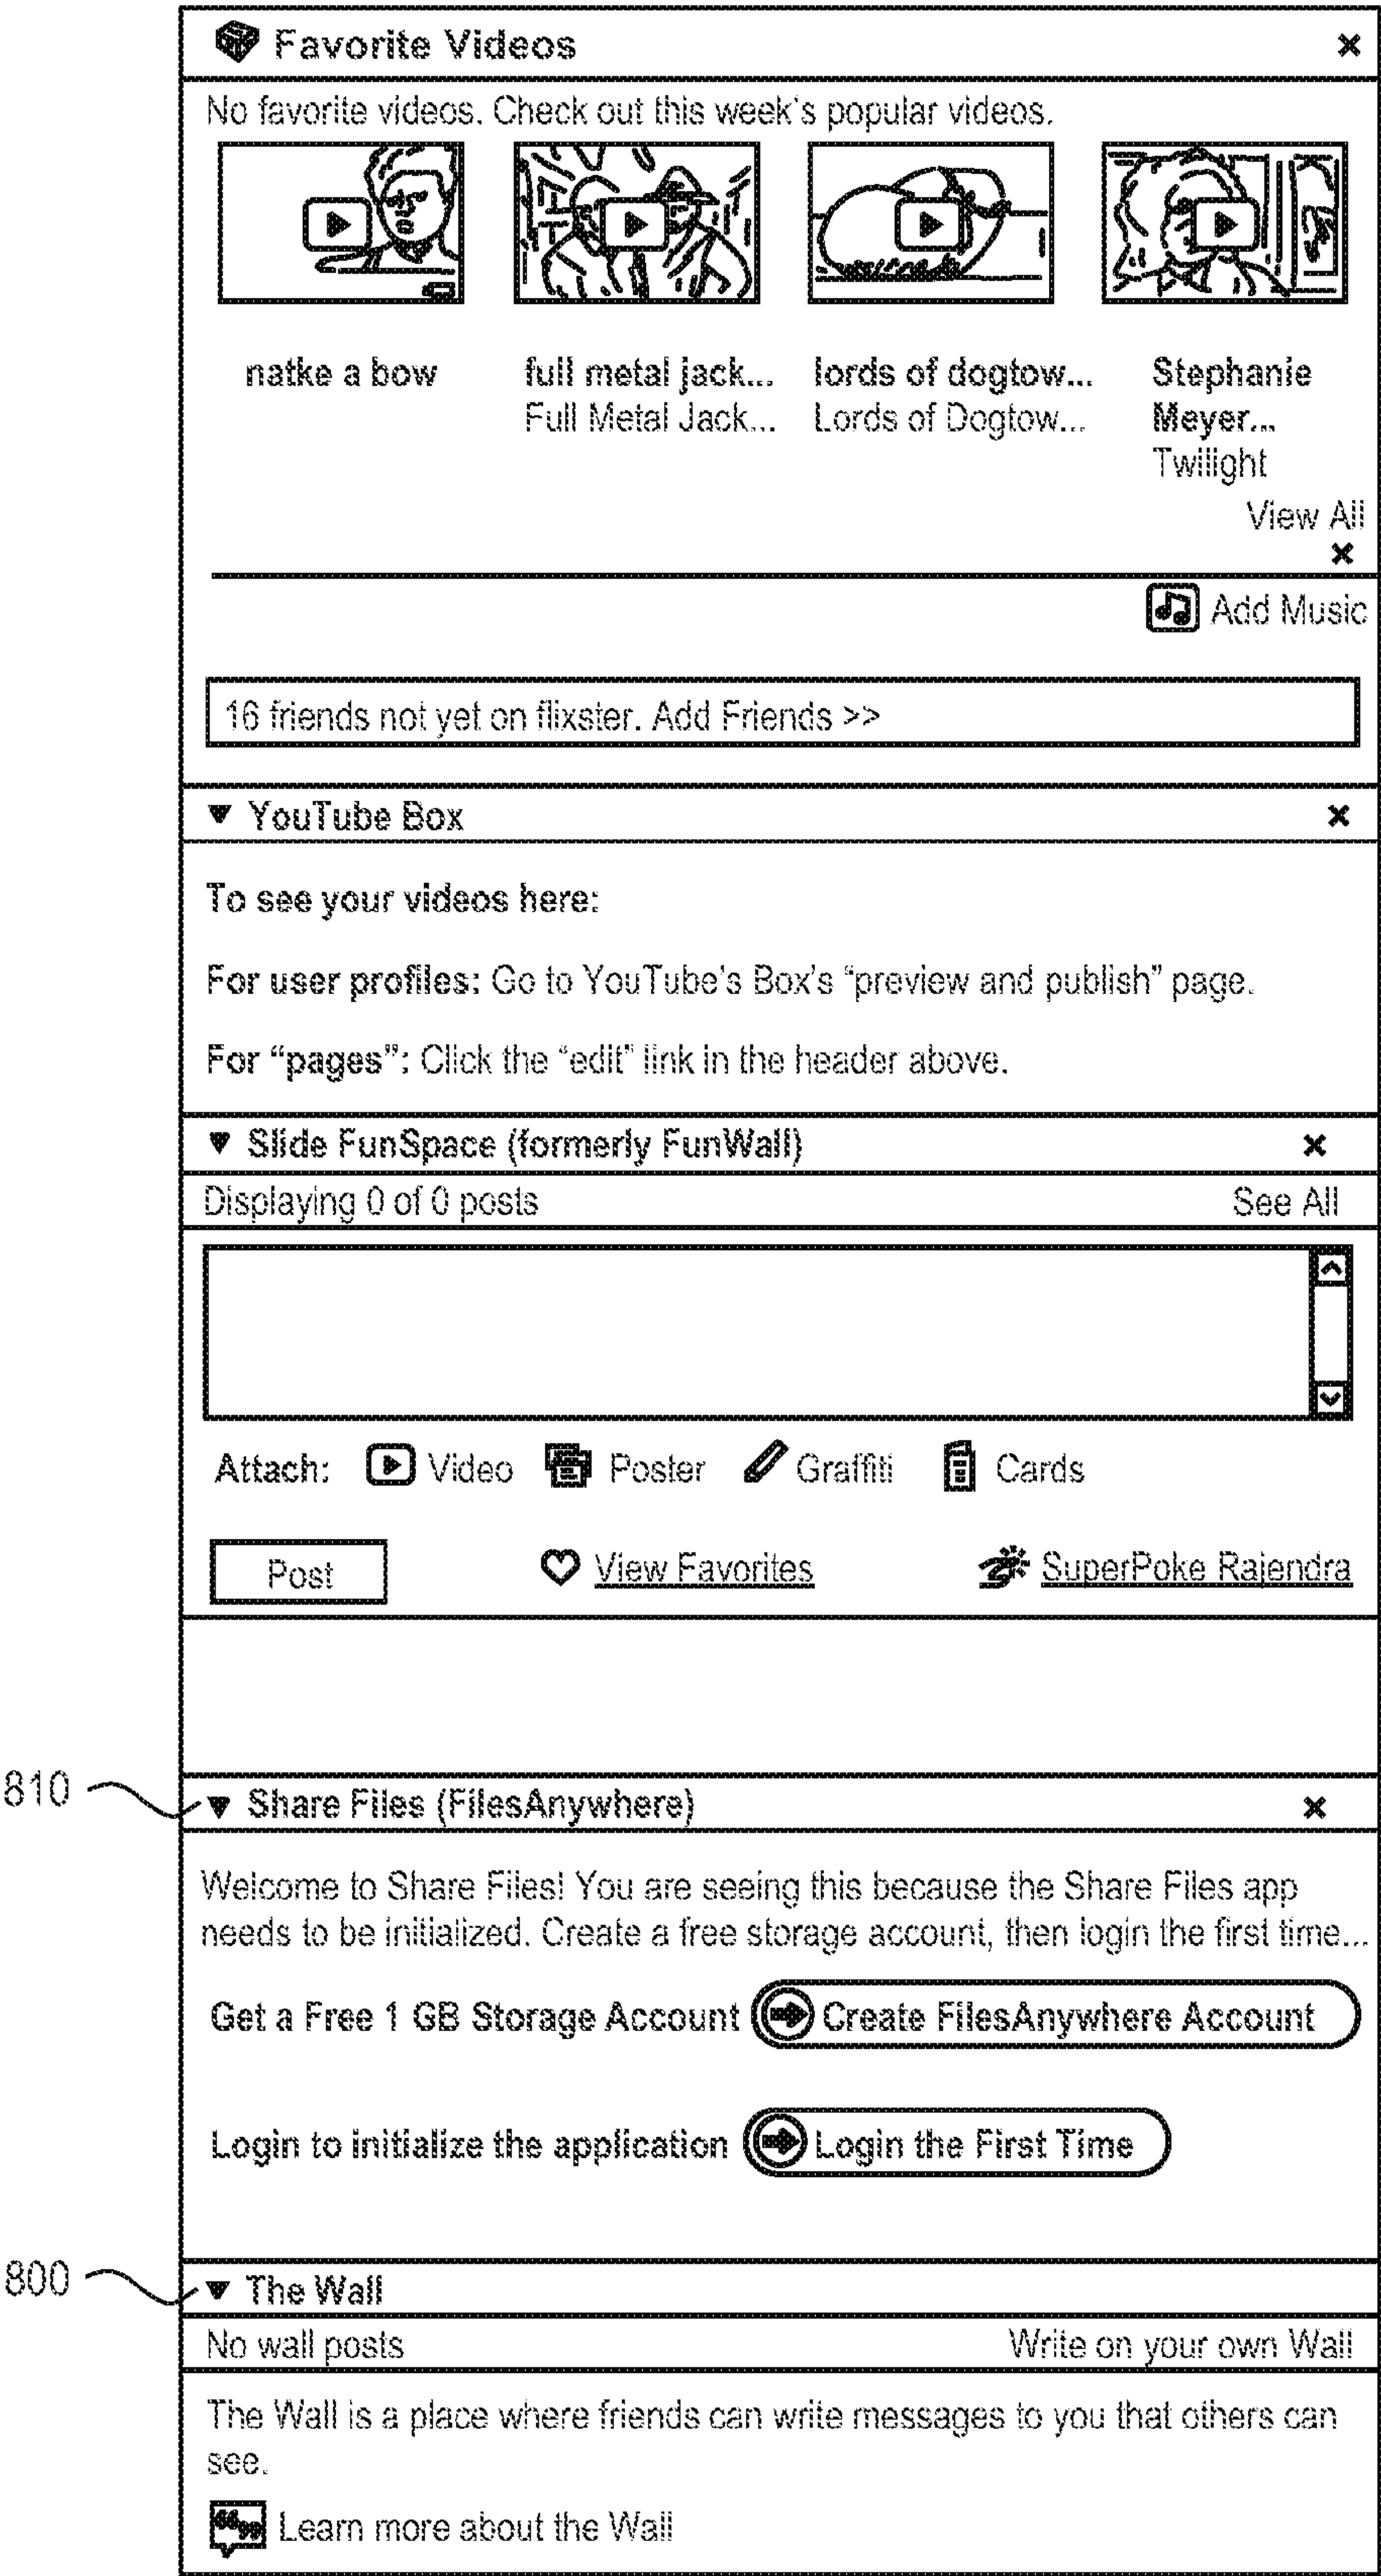 Favorite Videos
No favorite videos. Check out this week's popular videos.
natke a bow
full metal jack...
Full Metal Jack...
lords of dogtow...
Lords of Dogtow...
Stephanie
Meyer...
Twilight
View All
Add Music
16 friends not yet on flixster. Add Friends >>
YouTube Box
To see your videos here:
For user profiles: Go to YouTube's Box's “preview and publish” page.
For “pages”: Click the “edit” link in the header above.
Slide FunSpace (formerly FunWall)
Displaying 0 of 0 posts See All
Attach: Video Poster Graffiti Cards
Post View Favorites SuperPoke Rajendra
810
Share Files (FilesAnywhere)
Welcome to Share Files! You are seeing this because the Share Files app
needs to be initialized. Create a free storage account, then login the first time...
Get a Free 1 GB Storage Account Create FilesAnywhere Account
Login to initialize the application Login the First Time
800
The Wall
No wall posts Write on your own Wall
The Wall is a place where friends can write messages to you that others can
see.
Learn more about the Wall